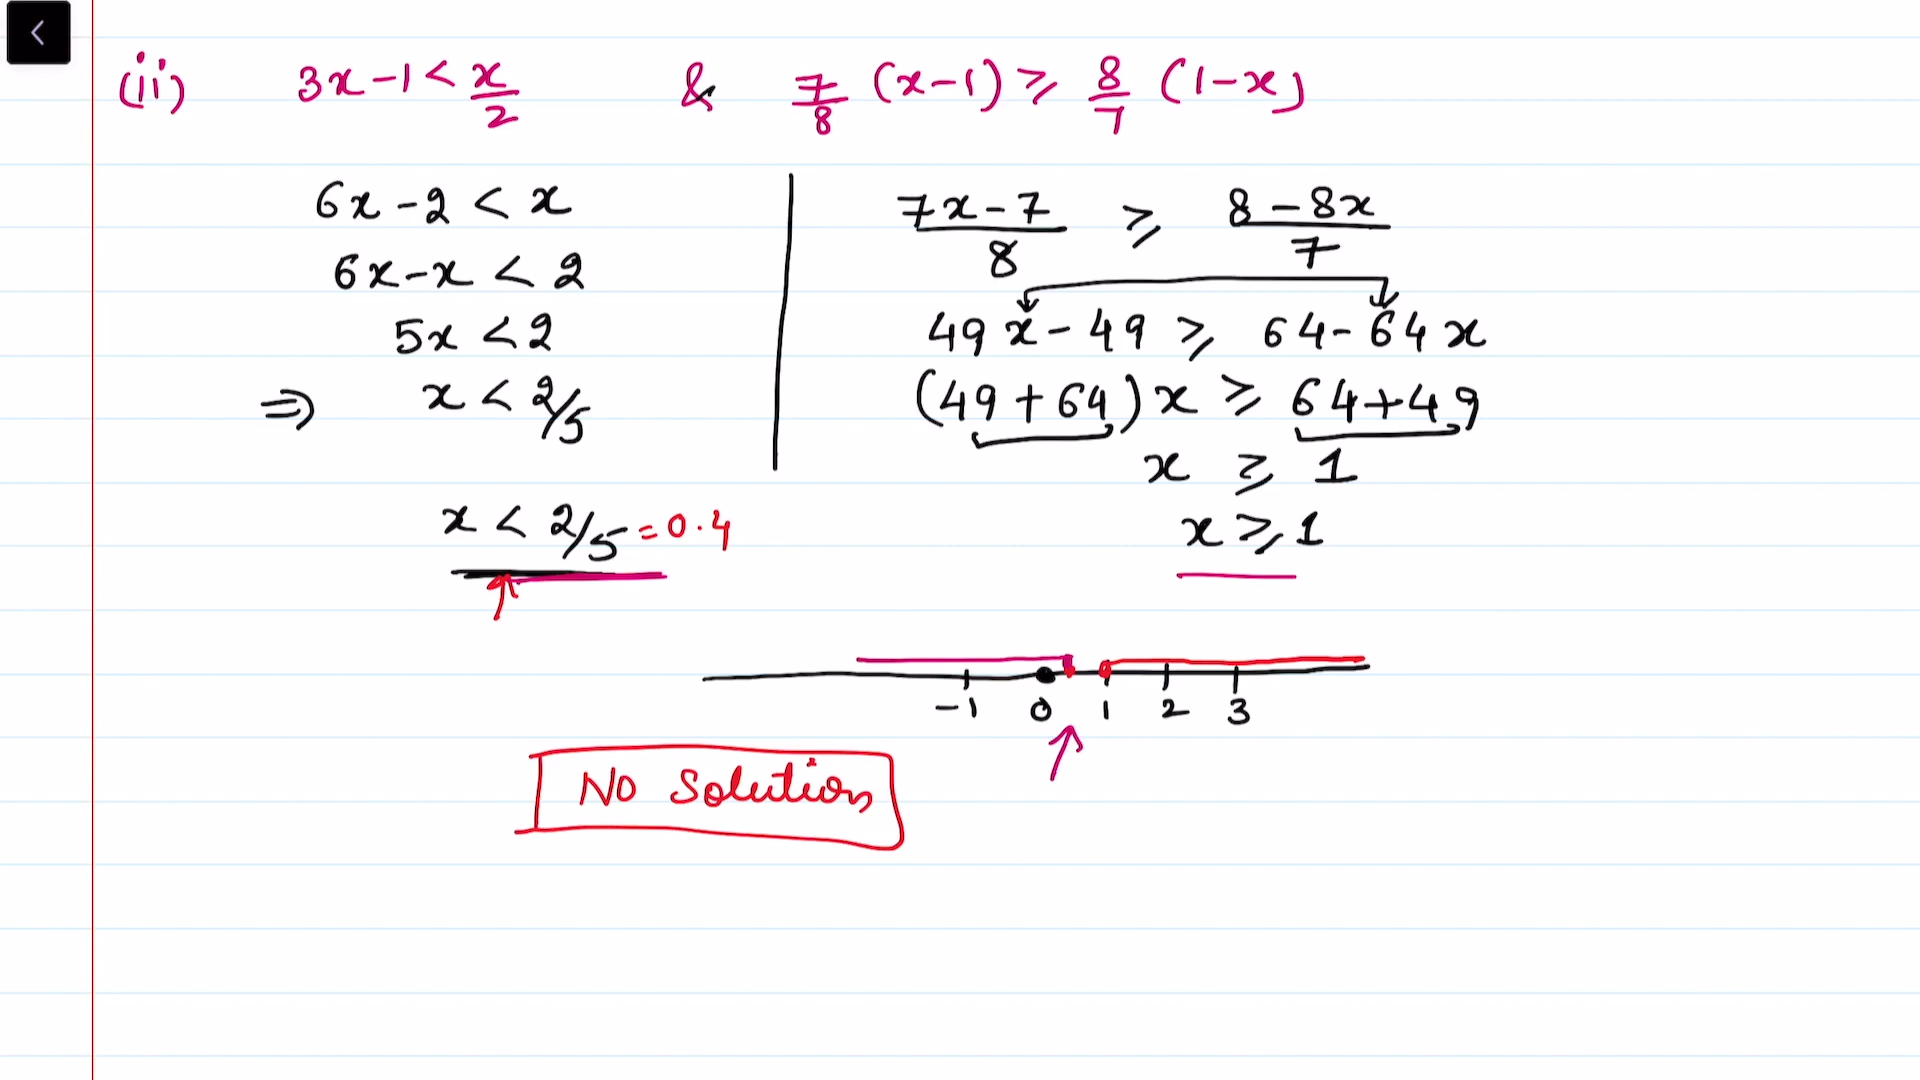 (ii) 3x-1 < x/2 & 7/8 (x-1) ≥ 8/7 (1-x)
6x-2 < x
6x-x < 2
5x < 2
⇒ x < 2/5
7x-7/8 ≥ 8-8x/7
49x-49 ≥ 64-64x
(49+64)x ≥ 64+49
x ≥ 1
x < 2/5 = 0.4
x ≥ 1
-1 0 1 2 3
No Solution